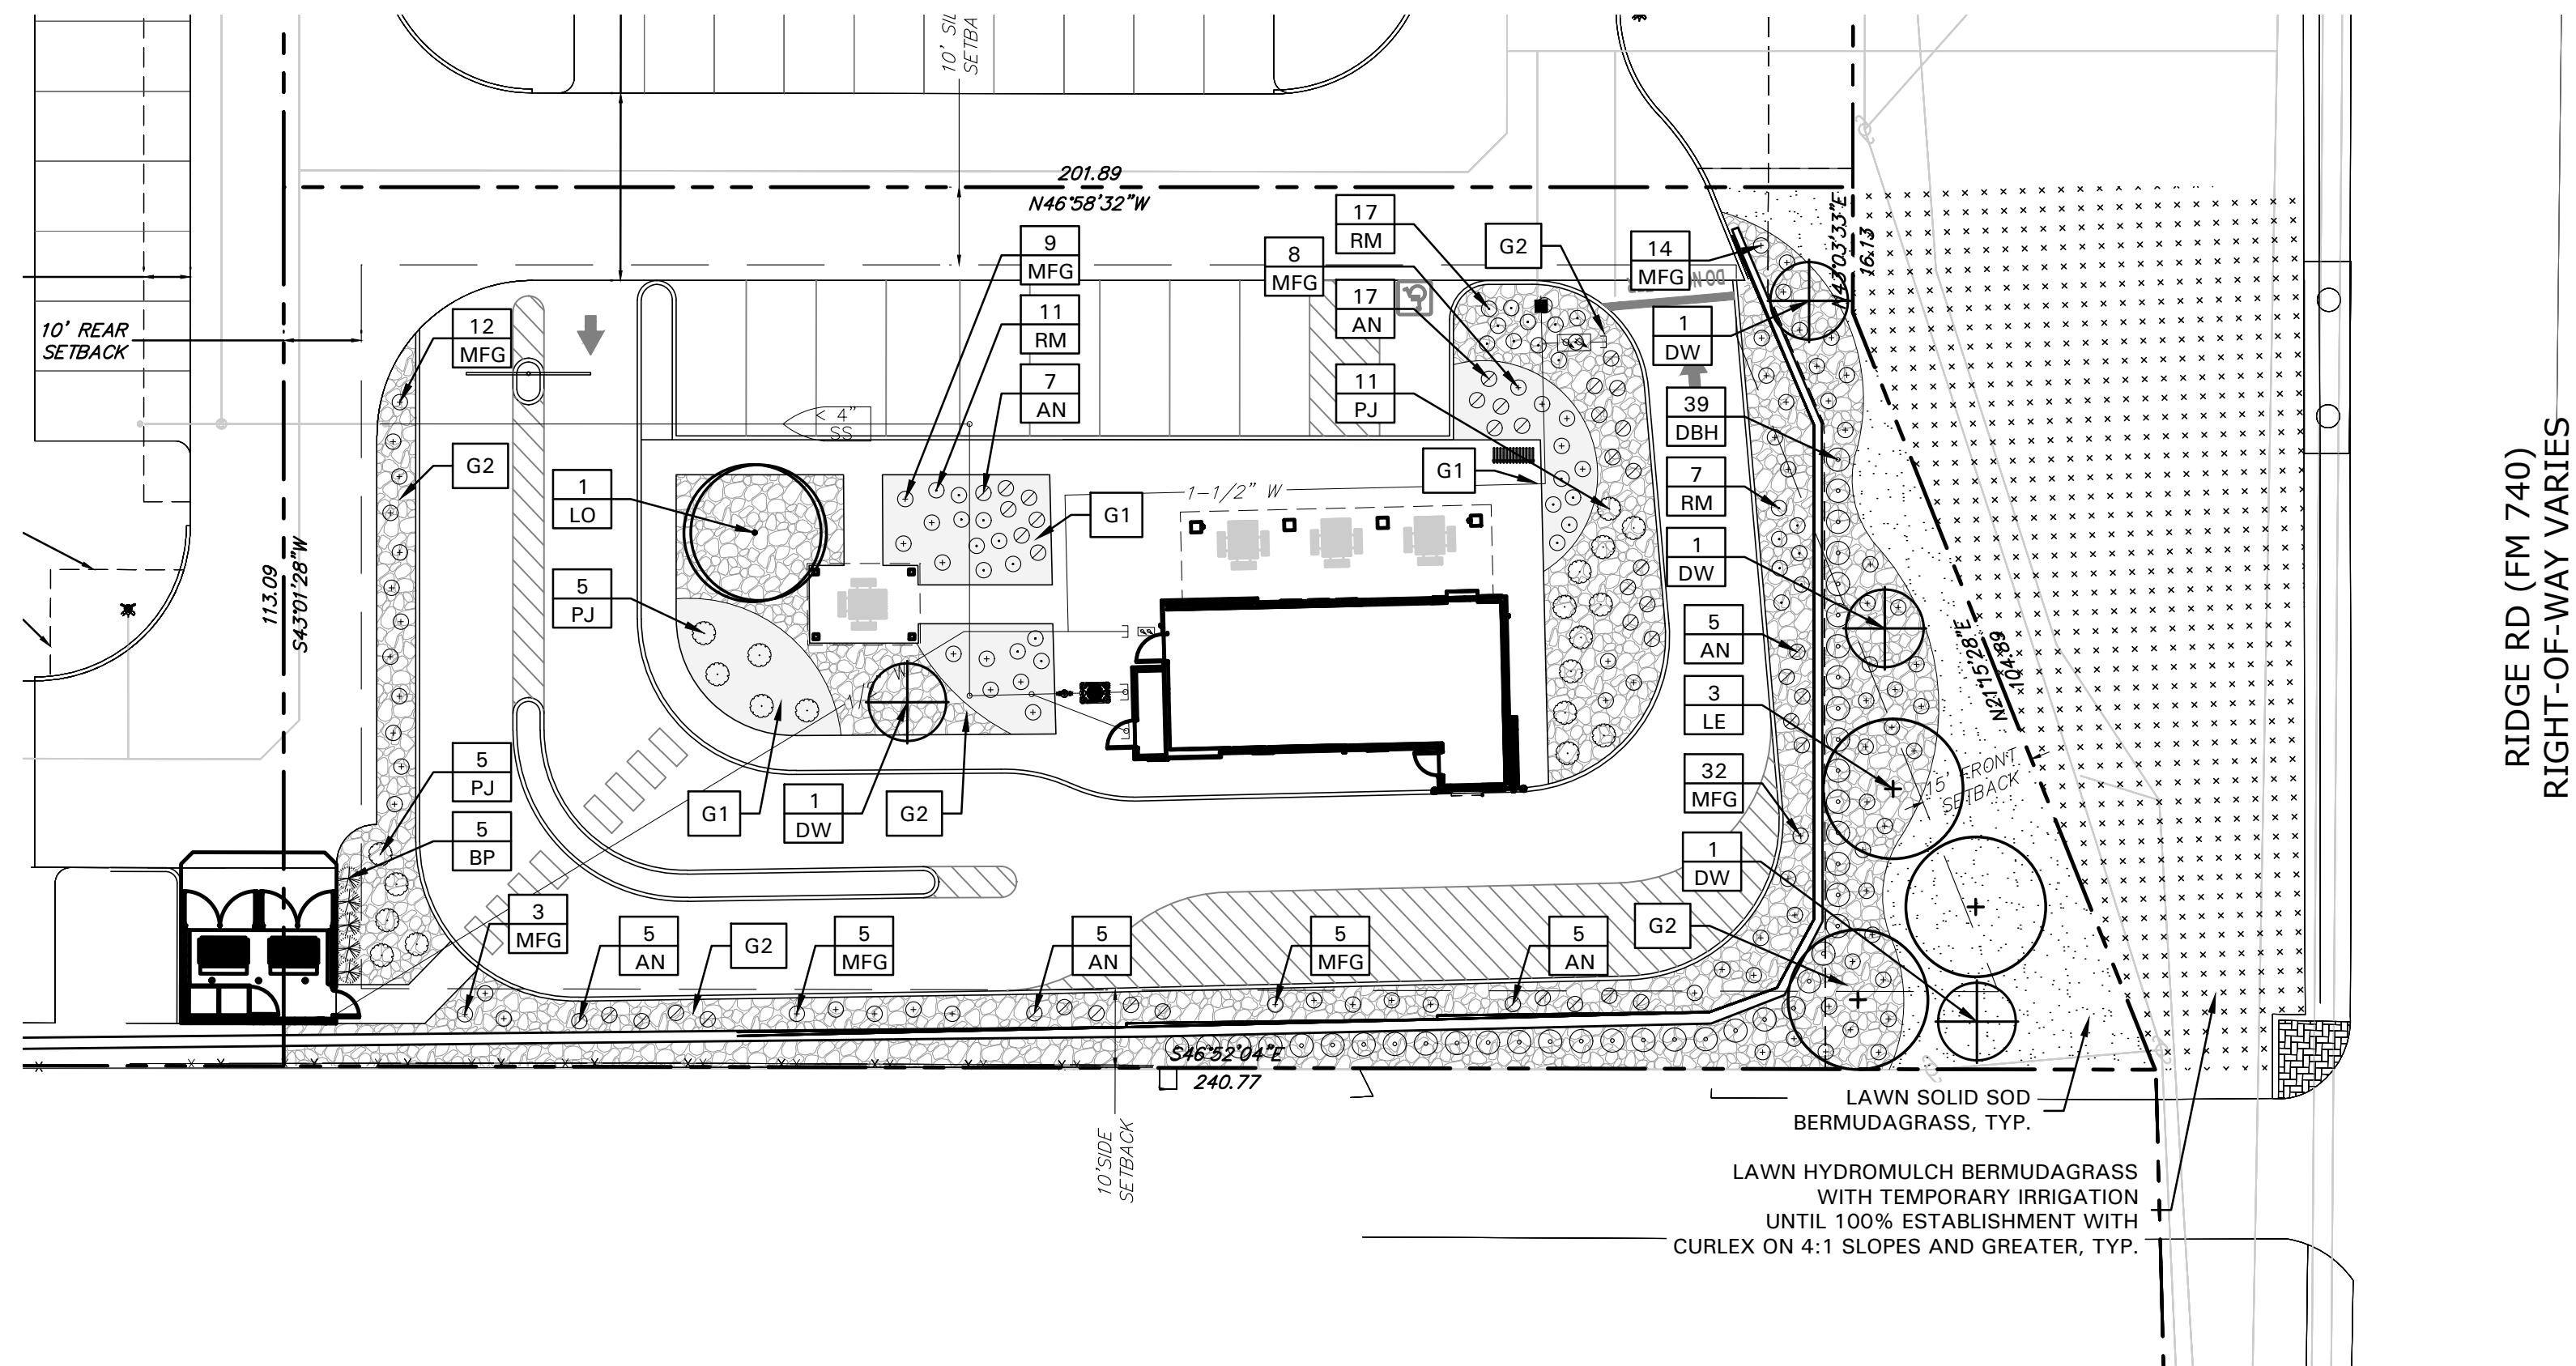 10' SIDE
SETBA
201.89
N46°58'32"W
17
RM
9
MFG
G2
14
MFG
8
MFG
N43°03'33"E
16.13
17
AN
11
RM
12
MFG
1
DW
10' REAR
SETBACK
7
AN
11
PJ
39
DBH
< 4"
SS
G2
G1
7
RM
1
LO
1-1/2" W
G1
RIDGE RD (FM 740)
RIGHT-OF-WAY VARIES
1
DW
113.09
S43°01'28"W
5
PJ
5
AN
N21°15'28"E
104.89
3
LE
5
PJ
32
MFG
15' FRONT
SETBACK
G1
1
DW
G2
5
BP
1
DW
3
MFG
5
AN
G2
5
MFG
5
AN
5
MFG
5
AN
G2
S46°52'04"E
240.77
LAWN SOLID SOD
BERMUDAGRASS, TYP.
10'SIDE
SETBACK
LAWN HYDROMULCH BERMUDAGRASS
WITH TEMPORARY IRRIGATION
UNTIL 100% ESTABLISHMENT WITH
CURLEX ON 4:1 SLOPES AND GREATER, TYP.